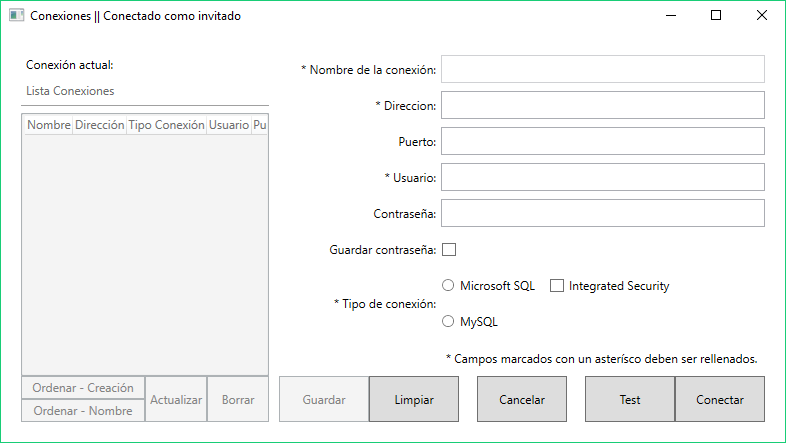 Conexiones || Conectado como invitado
Conexión actual:
Lista Conexiones
Nombre Dirección Tipo Conexión Usuario Pu
Ordenar - Creación
Ordenar - Nombre
Actualizar
Borrar
* Nombre de la conexión:
* Direccion:
Puerto:
* Usuario:
Contraseña:
Guardar contraseña:
* Tipo de conexión:
Microsoft SQL
Integrated Security
MySQL
* Campos marcados con un asterísco deben ser rellenados.
Guardar
Limpiar
Cancelar
Test
Conectar